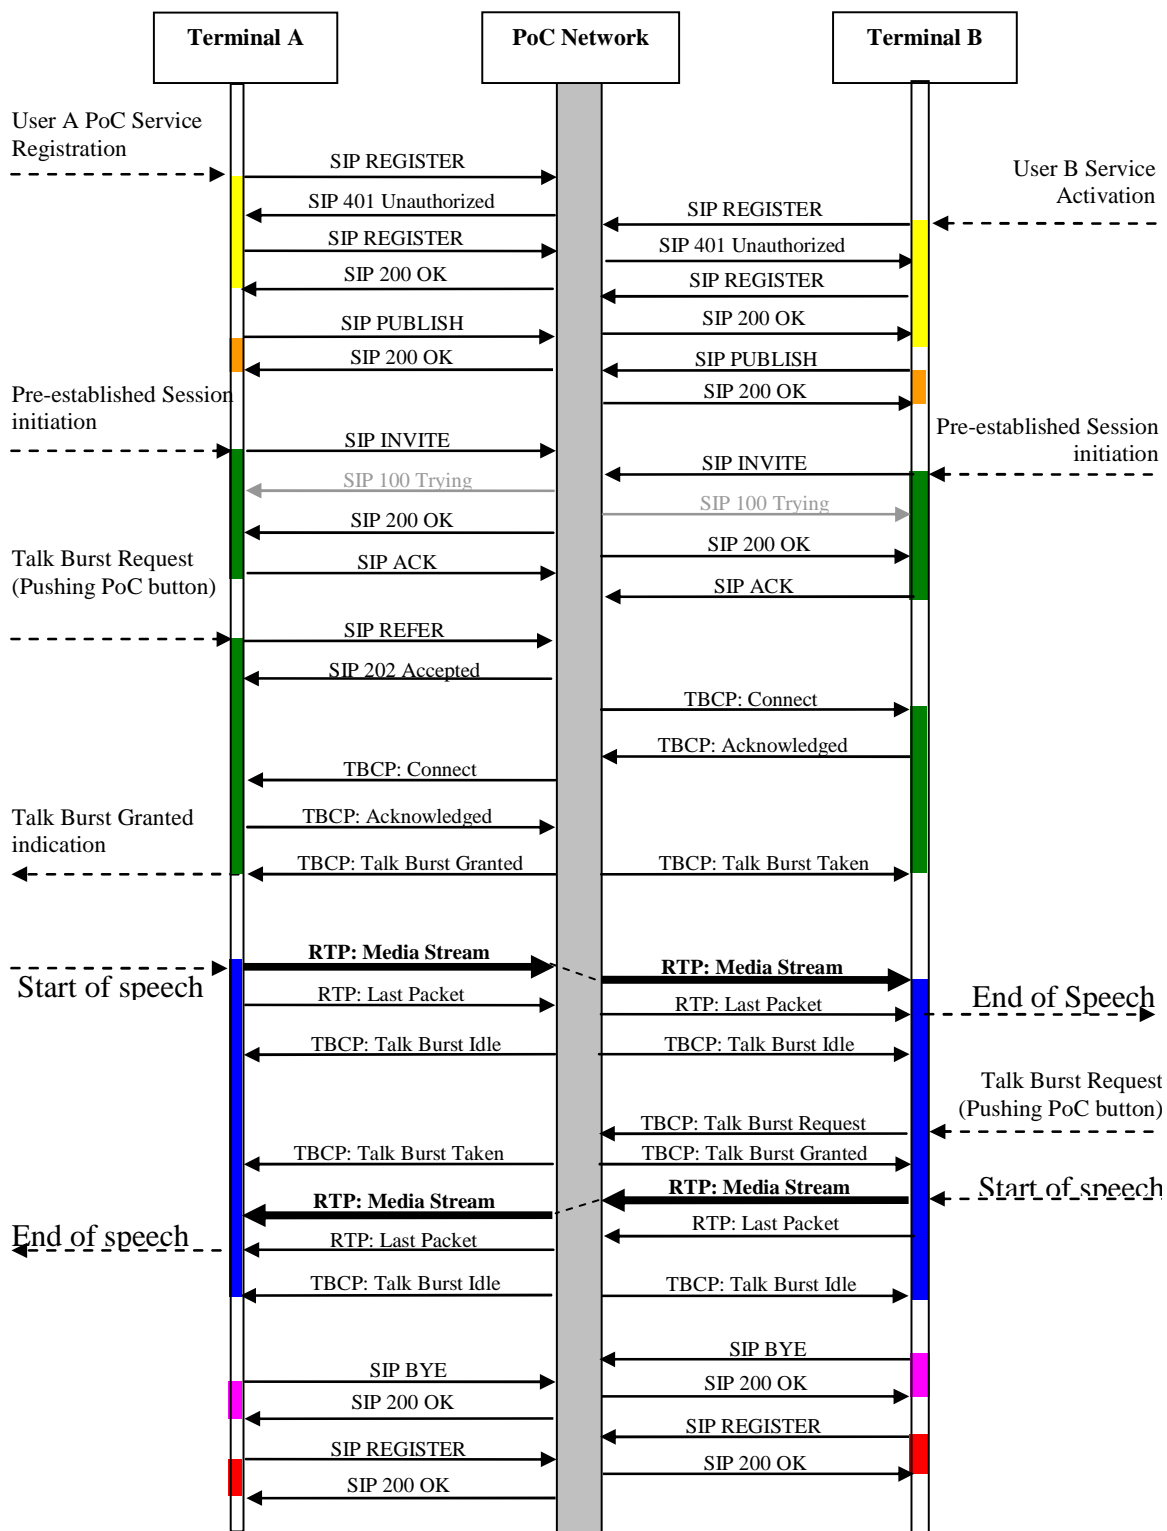 Terminal A
PoC Network
Terminal B
User A PoC Service
Registration
SIP REGISTER
User B Service
Activation
SIP 401 Unauthorized
SIP REGISTER
SIP REGISTER
SIP 401 Unauthorized
SIP 200 OK
SIP REGISTER
SIP PUBLISH
SIP 200 OK
SIP 200 OK
SIP PUBLISH
Pre-established Session
initiation
SIP 200 OK
SIP INVITE
Pre-established Session
initiation
SIP INVITE
SIP 100 Trying
SIP 100 Trying
SIP 200 OK
SIP 200 OK
Talk Burst Request
(Pushing PoC button)
SIP ACK
SIP ACK
SIP REFER
SIP 202 Accepted
TBCP: Connect
TBCP: Acknowledged
TBCP: Connect
Talk Burst Granted
indication
TBCP: Acknowledged
TBCP: Talk Burst Granted
TBCP: Talk Burst Taken
RTP: Media Stream
RTP: Media Stream
Start of speech
RTP: Last Packet
RTP: Last Packet
End of Speech
TBCP: Talk Burst Idle
TBCP: Talk Burst Idle
Talk Burst Request
(Pushing PoC button)
TBCP: Talk Burst Request
TBCP: Talk Burst Taken
TBCP: Talk Burst Granted
RTP: Media Stream
Start of speech
RTP: Media Stream
RTP: Last Packet
End of speech
RTP: Last Packet
TBCP: Talk Burst Idle
TBCP: Talk Burst Idle
SIP BYE
SIP BYE
SIP 200 OK
SIP 200 OK
SIP REGISTER
SIP REGISTER
SIP 200 OK
SIP 200 OK